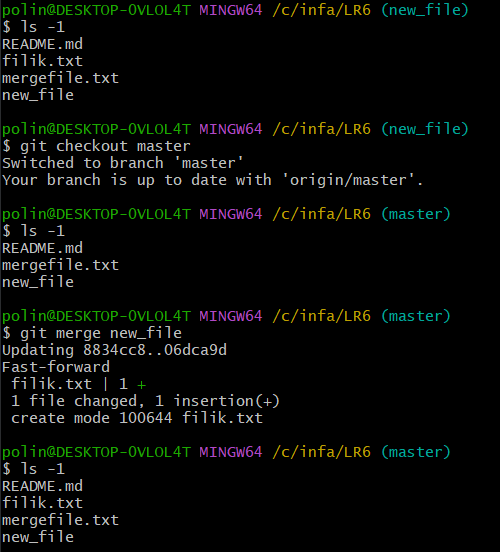 polin@DESKTOP-0VLOL4T MINGW64 /c/infa/LR6 (new_file)
$ ls -1
README.md
filik.txt
mergefile.txt
new_file
polin@DESKTOP-0VLOL4T MINGW64 /c/infa/LR6 (new_file)
$ git checkout master
Switched to branch 'master'
Your branch is up to date with 'origin/master'.
polin@DESKTOP-0VLOL4T MINGW64 /c/infa/LR6 (master)
$ ls -1
README.md
mergefile.txt
new_file
polin@DESKTOP-0VLOL4T MINGW64 /c/infa/LR6 (master)
$ git merge new_file
Updating 8834cc8..06dca9d
Fast-forward
 filik.txt | 1 +
 1 file changed, 1 insertion(+)
 create mode 100644 filik.txt
polin@DESKTOP-0VLOL4T MINGW64 /c/infa/LR6 (master)
$ ls -1
README.md
filik.txt
mergefile.txt
new_file